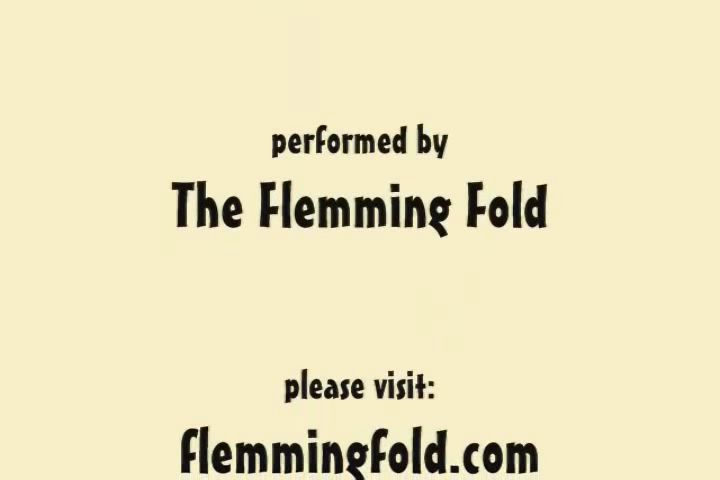 performed by
The Flemming Fold
please visit:
flemmingfold.com